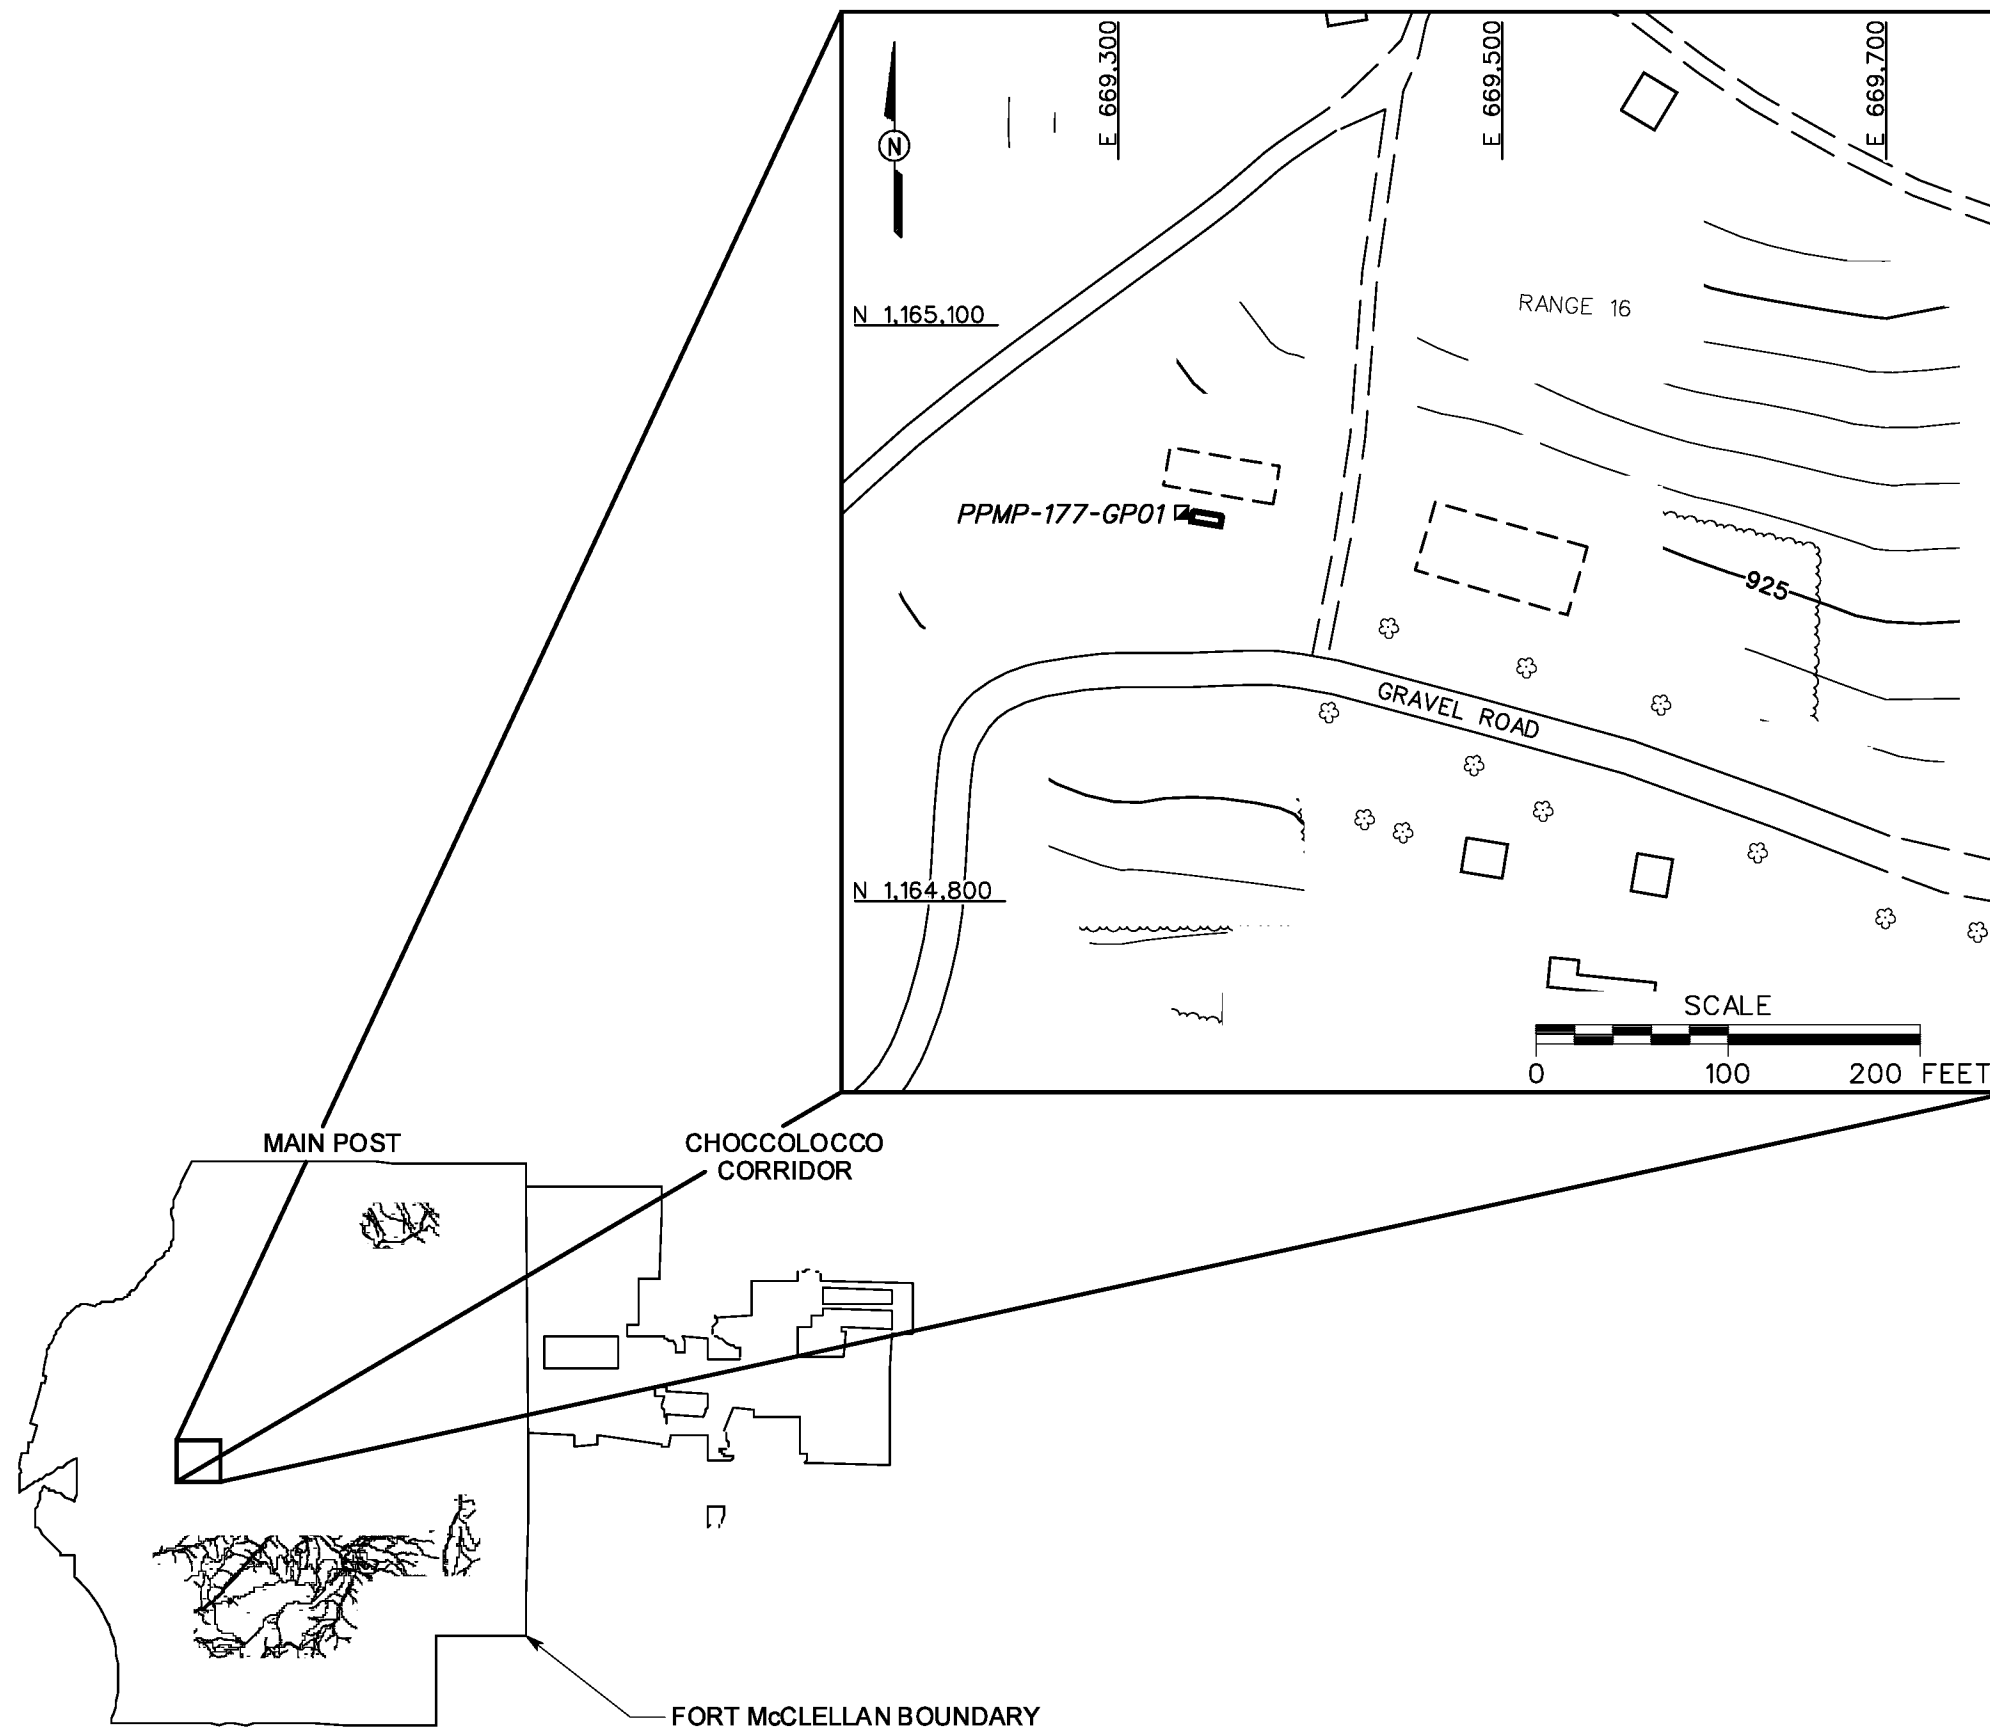 E 669,300
E 669,500
E 669,700
N
N 1,165,100
RANGE 16
PPMP-177-GP01
925
GRAVEL ROAD
N 1,164,800
SCALE
0 100 200 FEET
MAIN POST
CHOCCOLOCCO
CORRIDOR
FORT McCLELLAN BOUNDARY